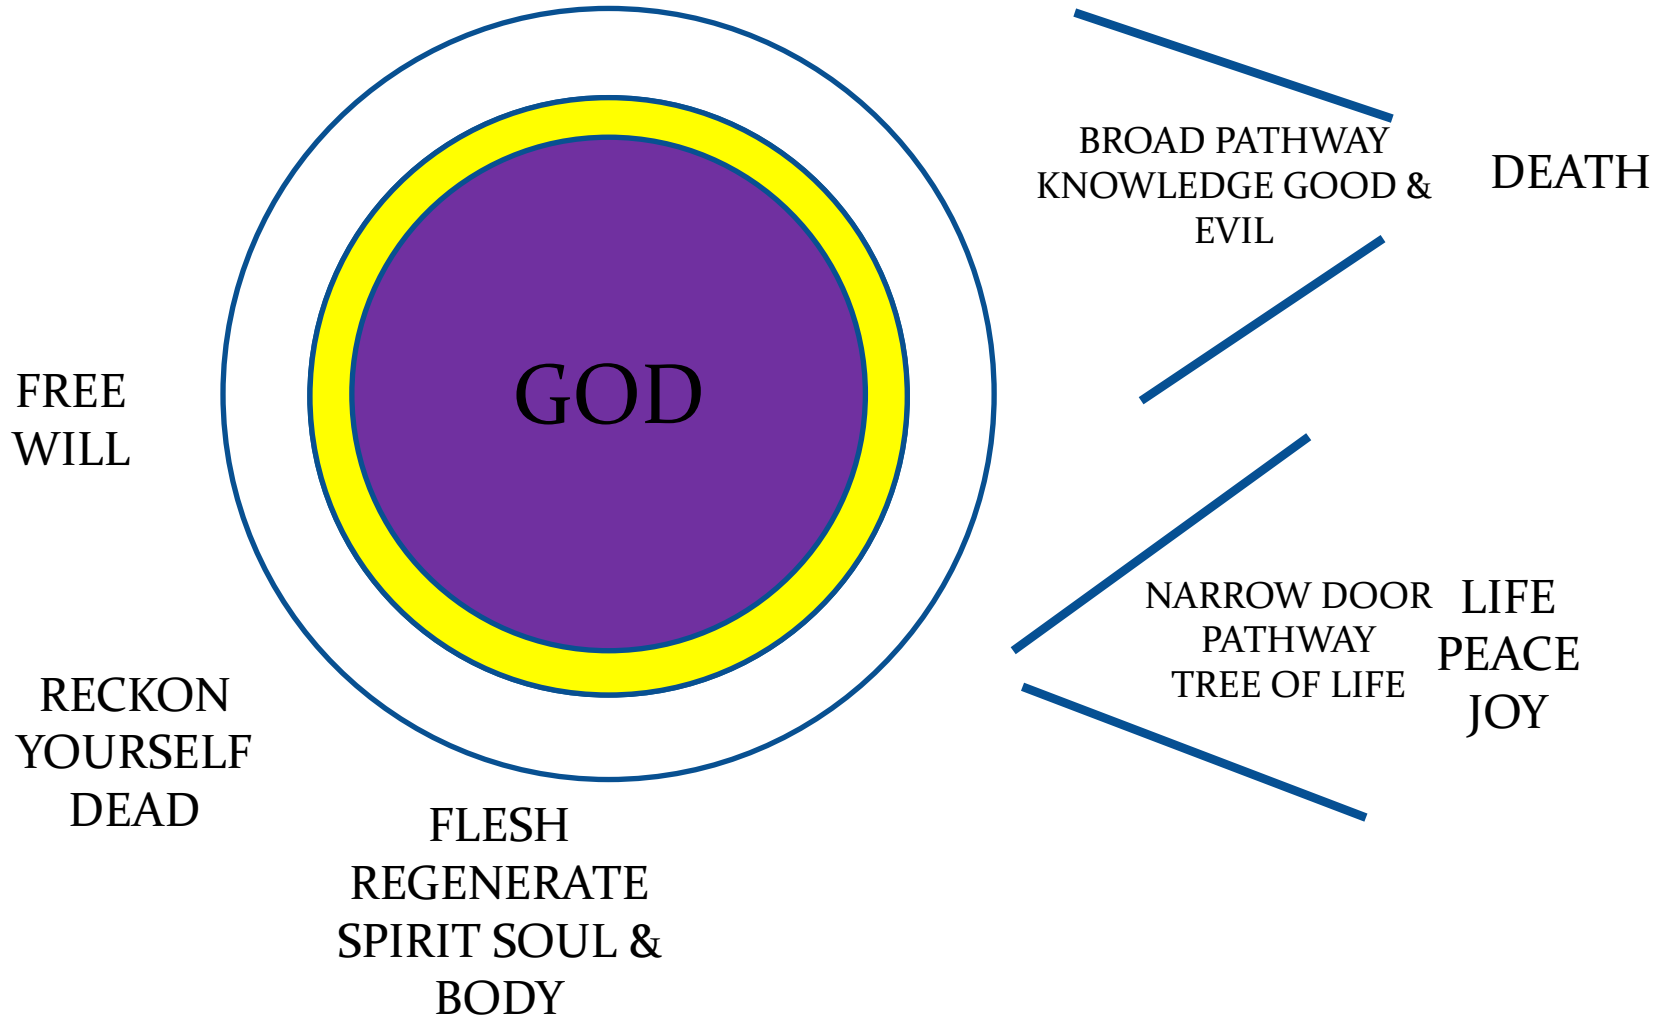 BROAD PATHWAY
KNOWLEDGE GOOD &
EVIL
DEATH
GOD
FREE
WILL
NARROW DOOR
PATHWAY
TREE OF LIFE
LIFE
PEACE
JOY
RECKON
YOURSELF
DEAD
FLESH
REGENERATE
SPIRIT SOUL &
BODY